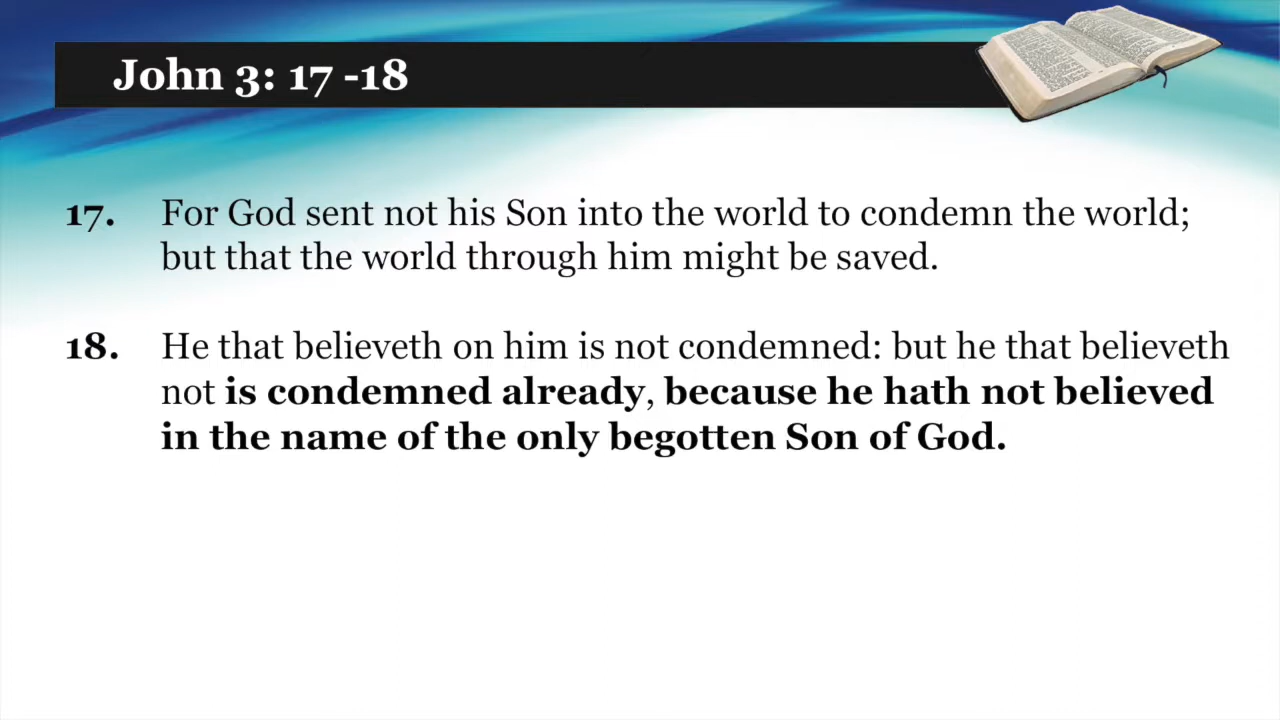 John 3: 17 -18
17. For God sent not his Son into the world to condemn the world;
but that the world through him might be saved.
18. He that believeth on him is not condemned: but he that believeth
not is condemned already, because he hath not believed
in the name of the only begotten Son of God.